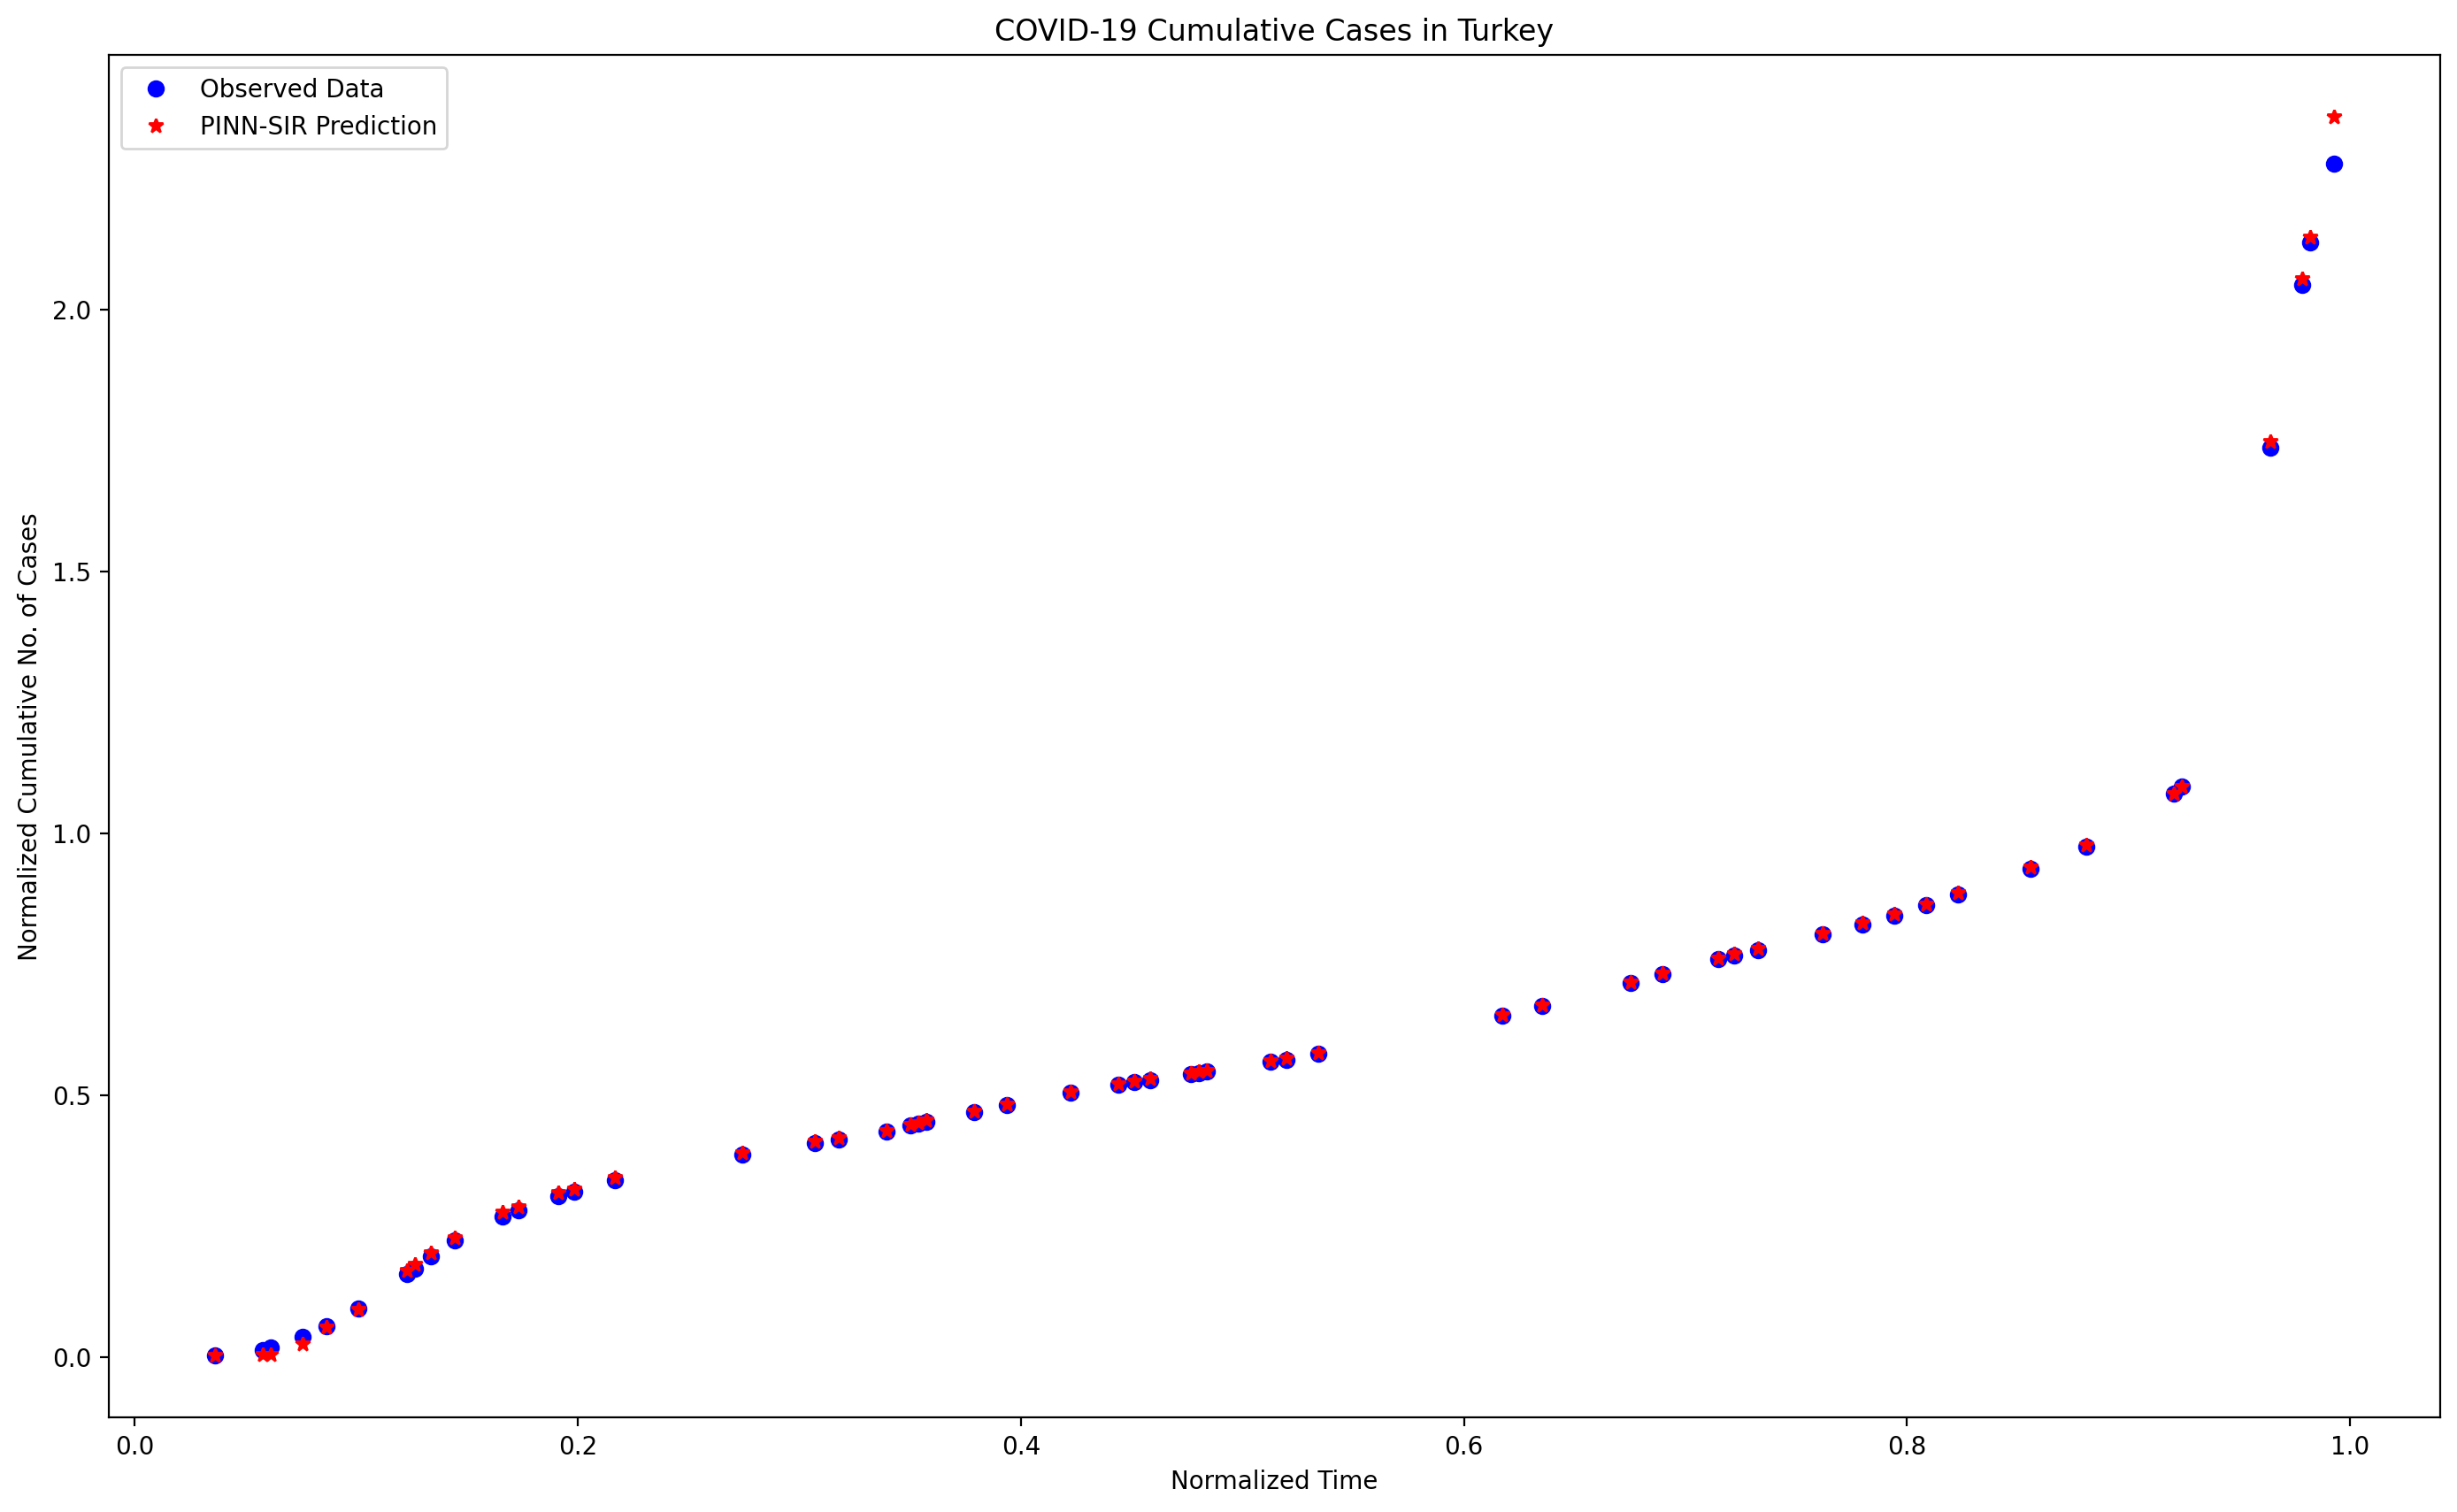 COVID-19 Cumulative Cases in Turkey
Observed Data
PINN-SIR Prediction
Normalized Cumulative No. of Cases
2.0
1.5
1.0
0.5
0.0
0.0 0.2 0.4 0.6 0.8 1.0
Normalized Time